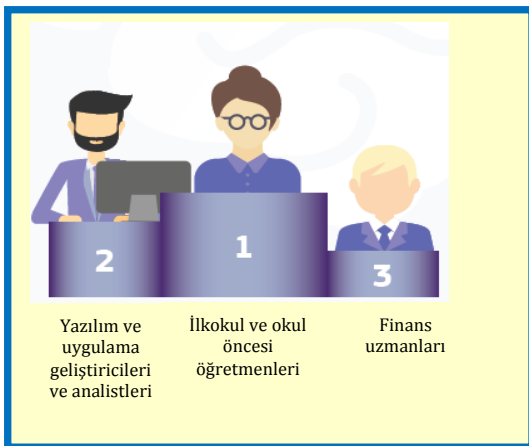 2
1
3
Yazılım ve
uygulama
geliştiricileri
ve analistleri
İlkokul ve okul
öncesi
öğretmenleri
Finans
uzmanları